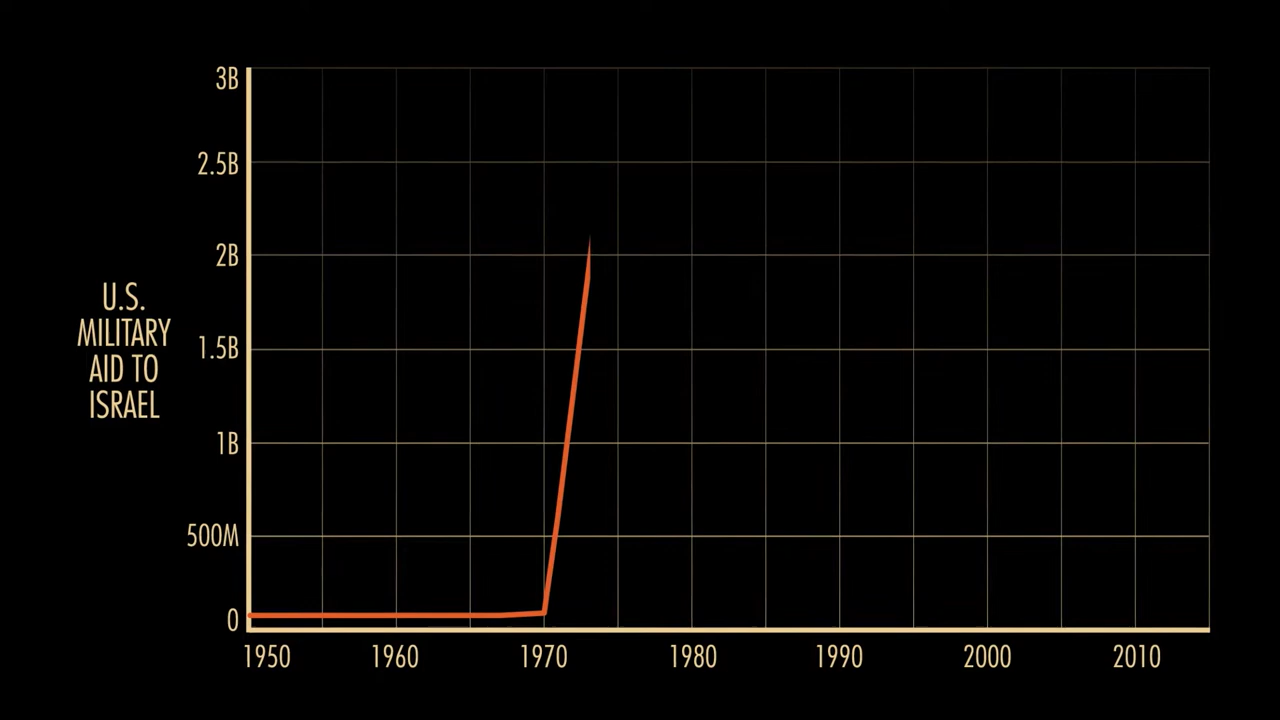 3B
2.5B
2B
1.5B
1B
500M
0
U.S.
MILITARY
AID TO
ISRAEL
1950 1960 1970 1980 1990 2000 2010